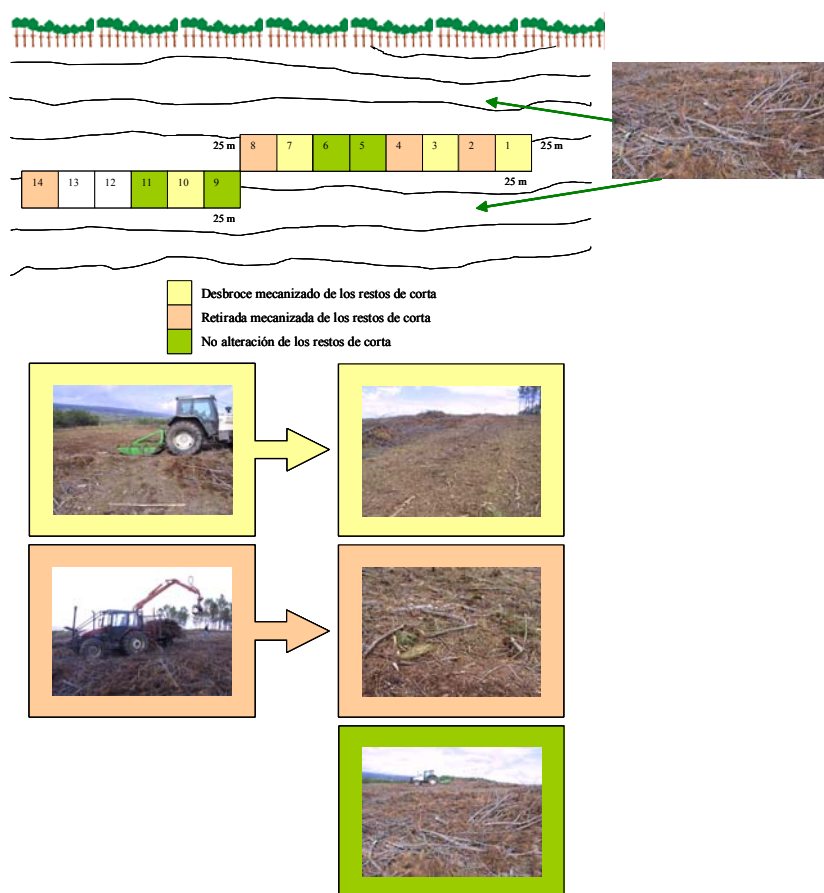 25 m 8 7 6 5 4 3 2 1 25 m
14 13 12 11 10 9 25 m
25 m
Desbroce mecanizado de los restos de corta
Retirada mecanizada de los restos de corta
No alteración de los restos de corta